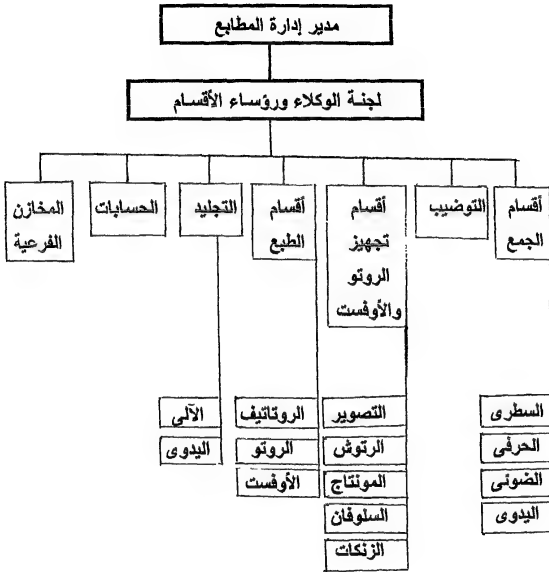 مدير إدارة المطابع
لجنة الوكلاء ورؤساء الأقسام
أقسام
الجمع
التوضيب
أقسام
تجهيز
الروتو
والأوفست
أقسام
الطبع
التجليد
الحسابات
المخازن
الفرعية
السطرى
الحرفى
الضوئى
اليدوى
التصوير
الرتوش
المونتاج
السلوفان
الزنكات
الروتاتيف
الروتو
الأوفست
الآلى
اليدوى